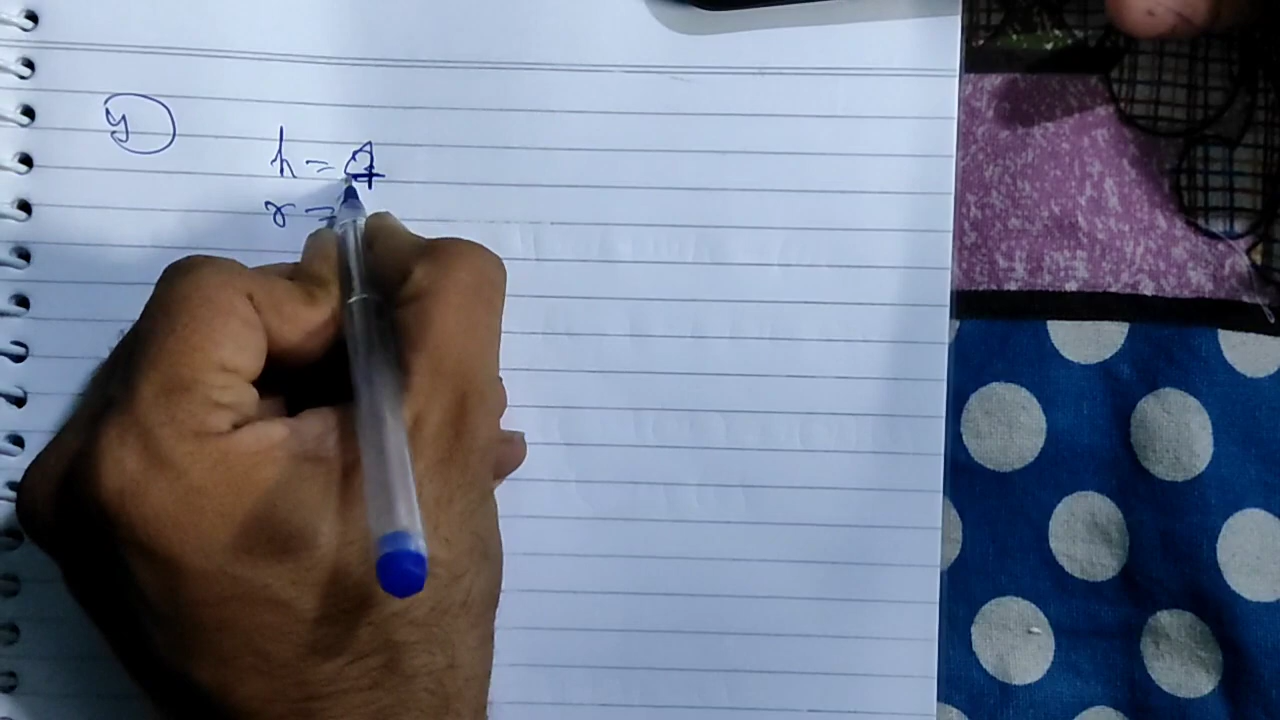 h = 4
r =